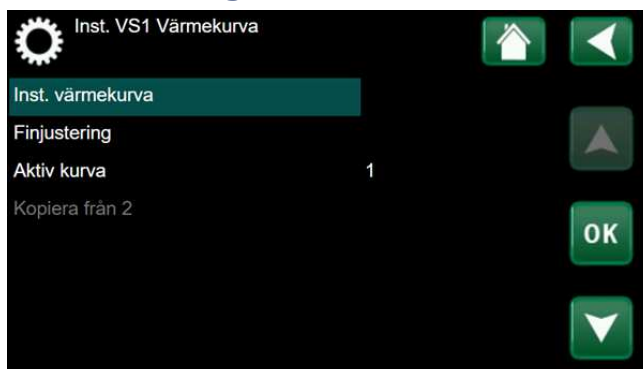 Inst. VS1 Värmekurva
Inst. värmekurva
Finjustering
Aktiv kurva 1
Kopiera från 2
OK